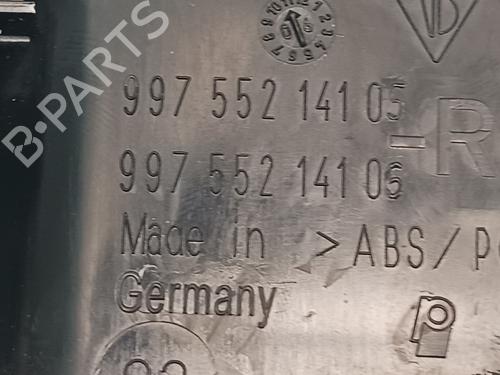 997 552 141 05
-R
997 552 141 06
Made in >ABS/P
Germany
B-PARTS